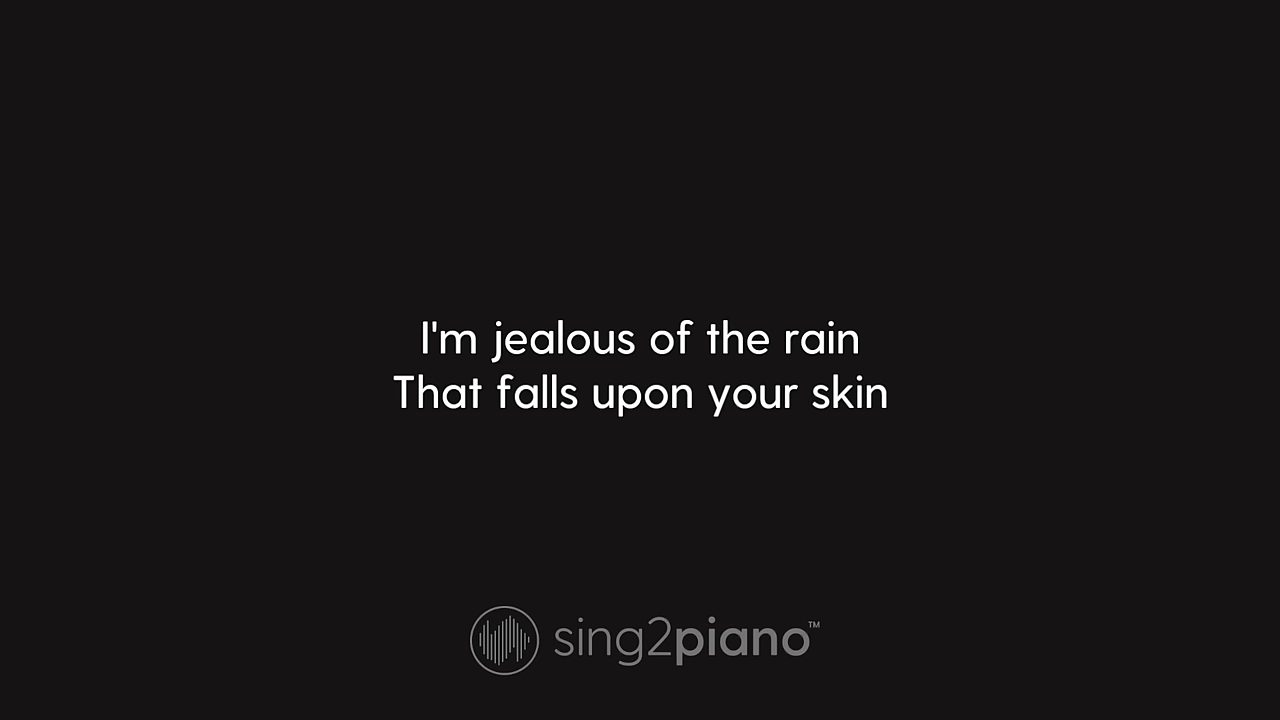 I'm jealous of the rain
That falls upon your skin
sing2piano™